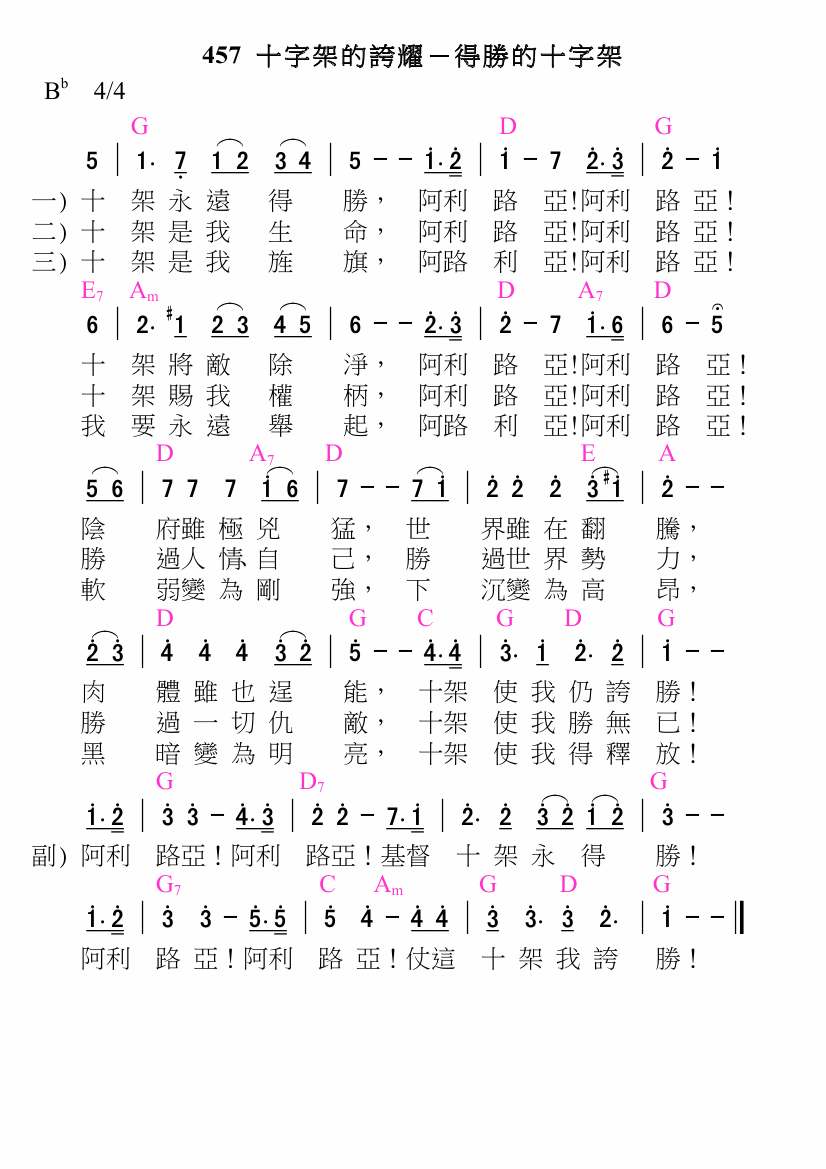 457 十字架的誇耀－得勝的十字架
B♭ 4/4
G D G
5 | 1· 7̣ 1 2 3 4 | 5 － － 1̇· 2̇ | 1̇ － 7 2̇· 3̇ | 2̇ － 1̇
一) 十 架 永 遠 得 勝， 阿利 路 亞!阿利 路 亞！
二) 十 架 是 我 生 命， 阿利 路 亞!阿利 路 亞！
三) 十 架 是 我 旌 旗， 阿路 利 亞!阿利 路 亞！
E7 Am D A7 D
6 | 2· #1 2 3 4 5 | 6 － － 2̇· 3̇ | 2̇ － 7 1̇· 6 | 6 － 5
十 架 將 敵 除 淨， 阿利 路 亞!阿利 路 亞！
十 架 賜 我 權 柄， 阿利 路 亞!阿利 路 亞！
我 要 永 遠 舉 起， 阿路 利 亞!阿利 路 亞！
D A7 D E A
5 6 | 7 7 7 1̇ 6 | 7 － － 7 1̇ | 2̇ 2̇ 2̇ 3̇ #1̇ | 2̇ － －
陰 府雖 極 兇 猛， 世 界雖 在 翻 騰，
勝 過人 情、自 己， 勝 過世 界 勢 力，
軟 弱變 為 剛 強， 下 沉變 為 高 昂，
D G C G D G
2̇ 3̇ | 4̇ 4̇ 4̇ 3̇ 2̇ | 5̇ － － 4̇· 4̇ | 3̇· 1̇ 2̇· 2̇ | 1̇ － －
肉 體 雖 也 逞 能， 十架 使 我 仍 誇 勝！
勝 過 一 切 仇 敵， 十架 使 我 勝 無 已！
黑 暗 變 為 明 亮， 十架 使 我 得 釋 放！
G D7 G
1̇· 2̇ | 3̇ 3̇ － 4̇· 3̇ | 2̇ 2̇ － 7· 1̇ | 2̇· 2̇ 3̇ 2̇ 1̇ 2̇ | 3̇ － －
副) 阿利 路亞！阿利 路亞！基督 十 架 永 得 勝！
G7 C Am G D G
1̇· 2̇ | 3̇ 3̇ － 5̇· 5̇ | 5̇ 4̇ － 4̇ 4̇ | 3̇ 3̇· 3̇ 2̇· | 1̇ － － ‖
阿利 路 亞！阿利 路 亞！仗這 十 架 我 誇 勝！